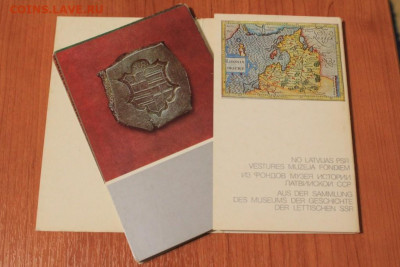 COINS.LAVE.RU
NO LATVIJAS PSR
VĒSTURES MUZEJA FONDIEM
ИЗ ФОНДОВ МУЗЕЯ ИСТОРИИ
ЛАТВИЙСКОЙ ССР
AUS DER SAMMLUNG
DES MUSEUMS DER GESCHICHTE
DER LETTISCHEN SSR